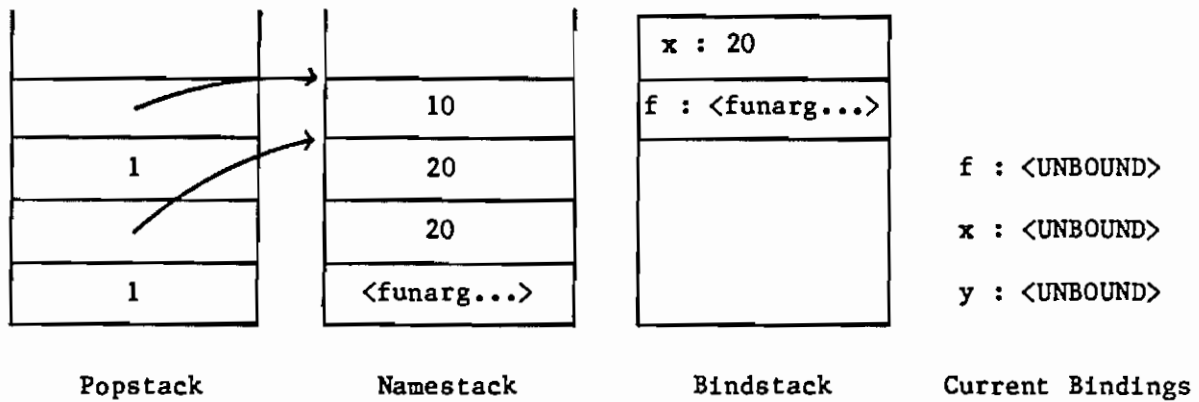 x : 20
10
f : <funarg...>
1
20
f : <UNBOUND>
20
x : <UNBOUND>
1
<funarg...>
y : <UNBOUND>
Popstack
Namestack
Bindstack
Current Bindings